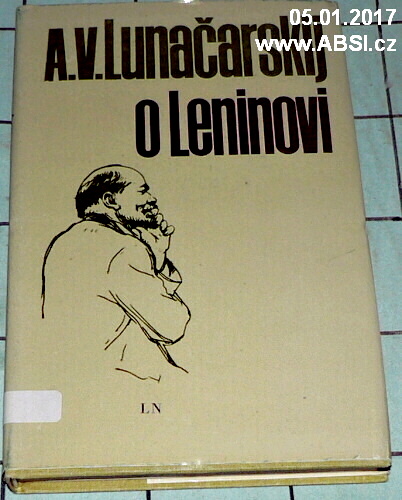 05.01.2017
www.ABSI.cz
A.V.Lunačarskij
o Leninovi
LN